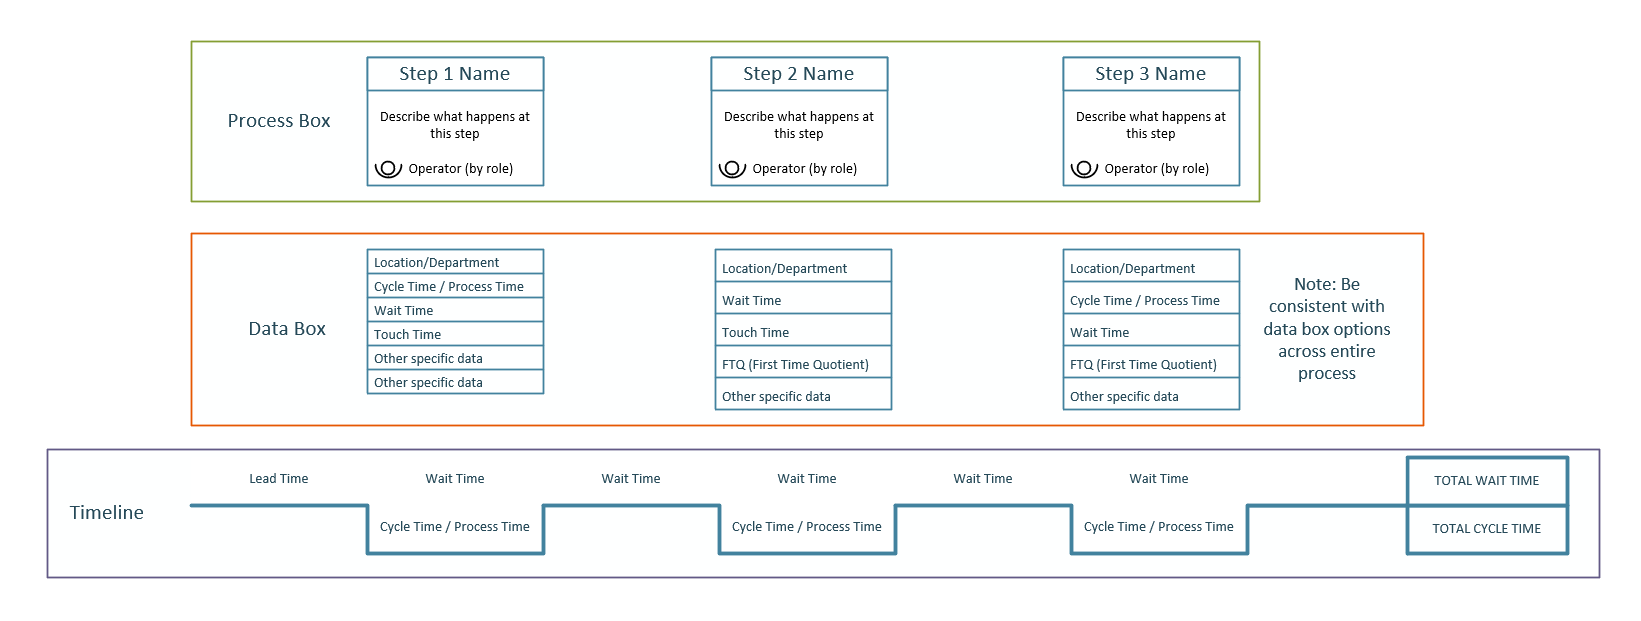 Step 1 Name
Step 2 Name
Step 3 Name
Process Box
Describe what happens at
this step
Operator (by role)
Describe what happens at
this step
Operator (by role)
Describe what happens at
this step
Operator (by role)
Data Box
Location/Department
Cycle Time / Process Time
Wait Time
Touch Time
Other specific data
Other specific data
Location/Department
Wait Time
Touch Time
FTQ (First Time Quotient)
Other specific data
Location/Department
Cycle Time / Process Time
Wait Time
FTQ (First Time Quotient)
Other specific data
Note: Be
consistent with
data box options
across entire
process
Timeline
Lead Time
Wait Time
Wait Time
Wait Time
Wait Time
Wait Time
TOTAL WAIT TIME
Cycle Time / Process Time
Cycle Time / Process Time
Cycle Time / Process Time
TOTAL CYCLE TIME